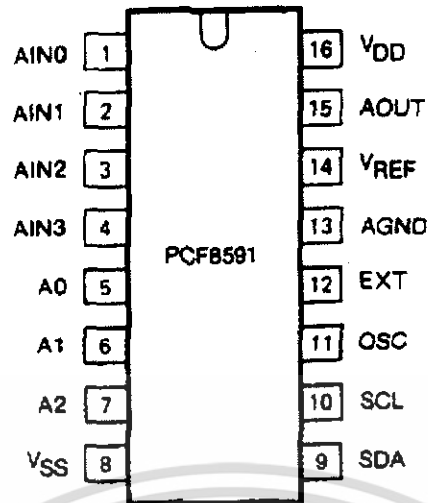 AIN0 1 16 VDD
AIN1 2 15 AOUT
AIN2 3 14 VREF
AIN3 4 13 AGND
PCF8591
A0 5 12 EXT
A1 6 11 OSC
A2 7 10 SCL
VSS 8 9 SDA